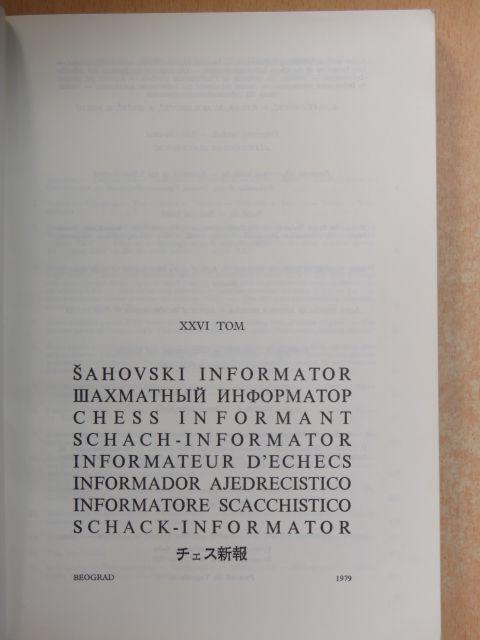 XXVI TOM
ŠAHOVSKI INFORMATOR
ШАХМАТНЫЙ ИНФОРМАТОР
CHESS INFORMANT
SCHACH-INFORMATOR
INFORMATEUR D'ECHECS
INFORMADOR AJEDRECISTICO
INFORMATORE SCACCHISTICO
SCHACK-INFORMATOR
チェス新報
BEOGRAD 1979